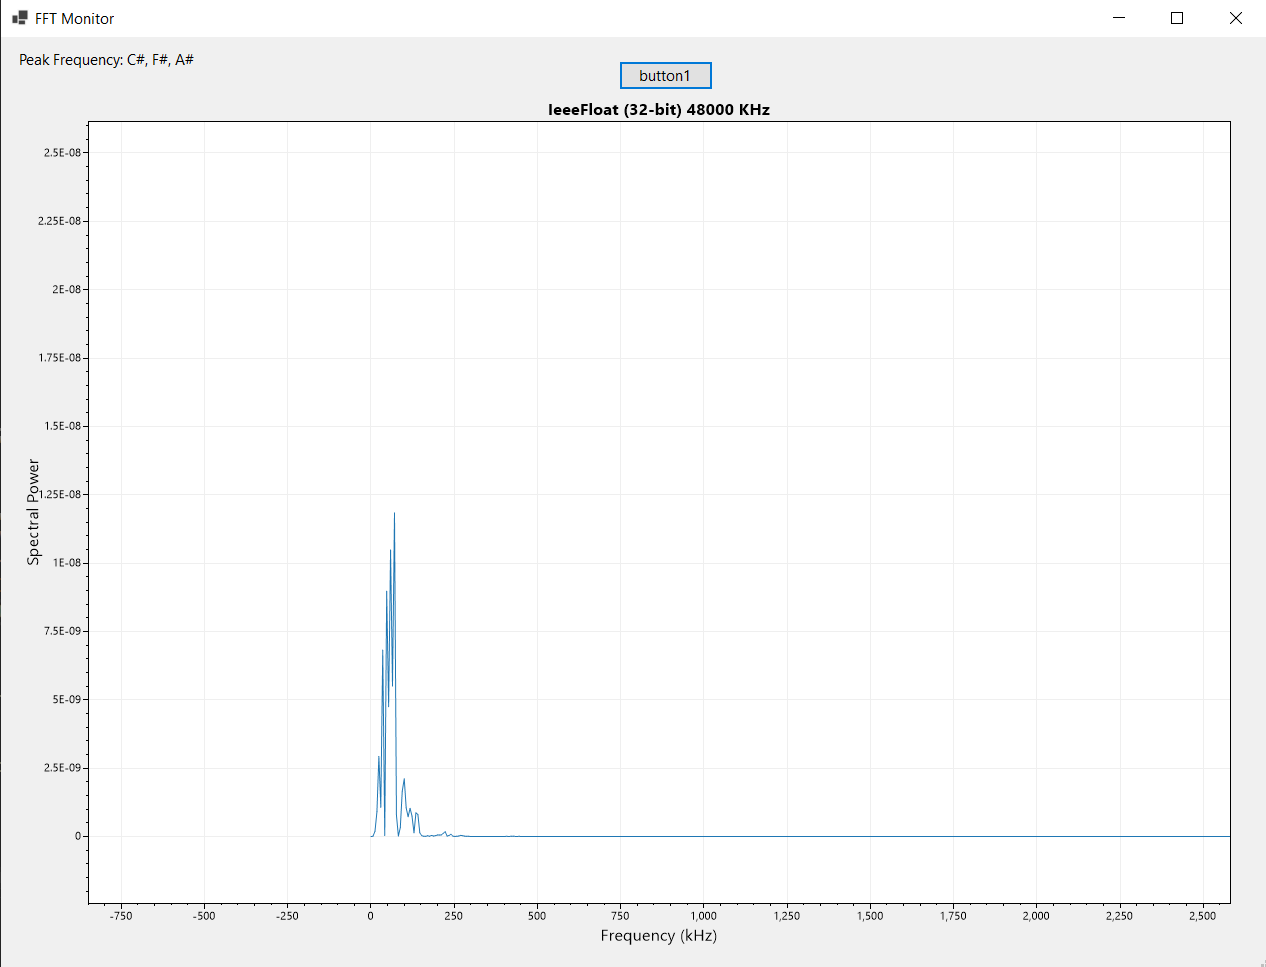 FFT Monitor
Peak Frequency: C#, F#, A#
button1
IeeeFloat (32-bit) 48000 KHz
2.5E-08
2.25E-08
2E-08
1.75E-08
1.5E-08
1.25E-08
1E-08
7.5E-09
5E-09
2.5E-09
0
Spectral Power
-750 -500 -250 0 250 500 750 1,000 1,250 1,500 1,750 2,000 2,250 2,500
Frequency (kHz)